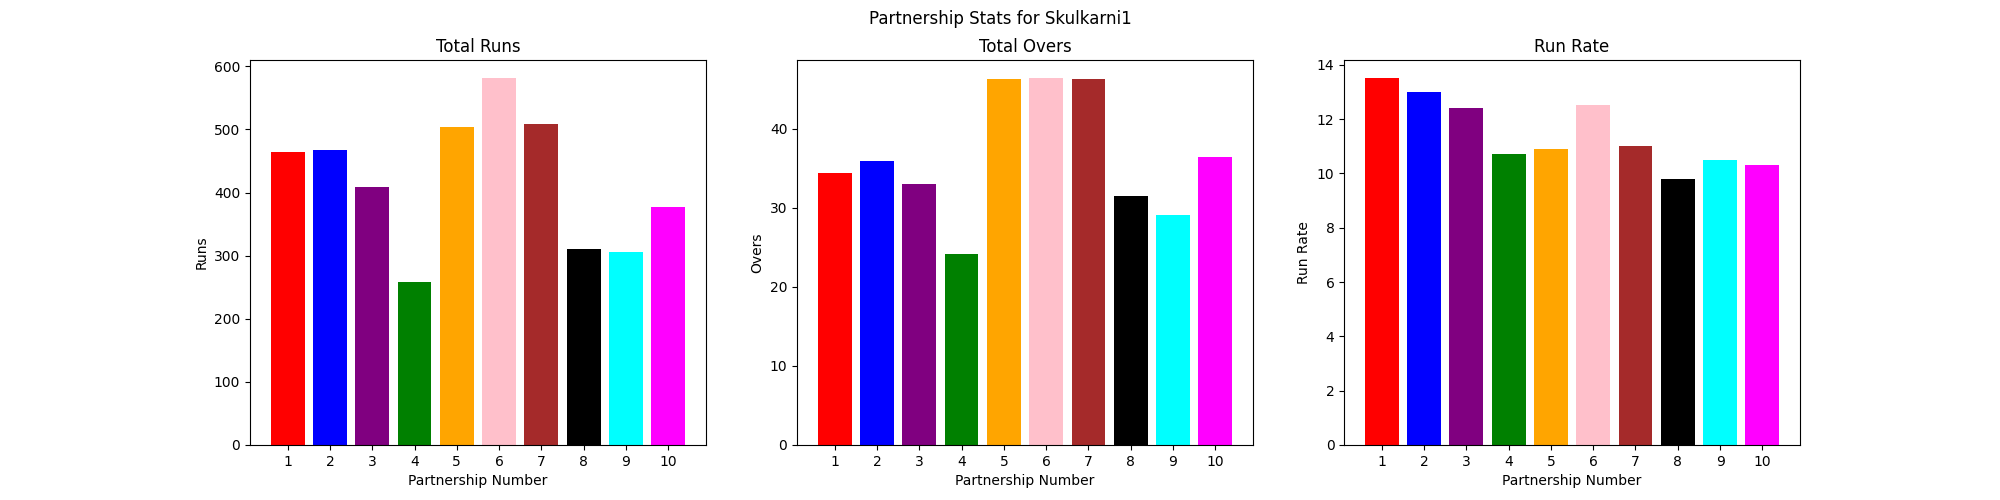 Partnership Stats for Skulkarni1
Total Runs
600
500
400
300
200
100
0
Runs
1 2 3 4 5 6 7 8 9 10
Partnership Number
Total Overs
40
30
20
10
0
Overs
1 2 3 4 5 6 7 8 9 10
Partnership Number
Run Rate
14
12
10
8
6
4
2
0
Run Rate
1 2 3 4 5 6 7 8 9 10
Partnership Number